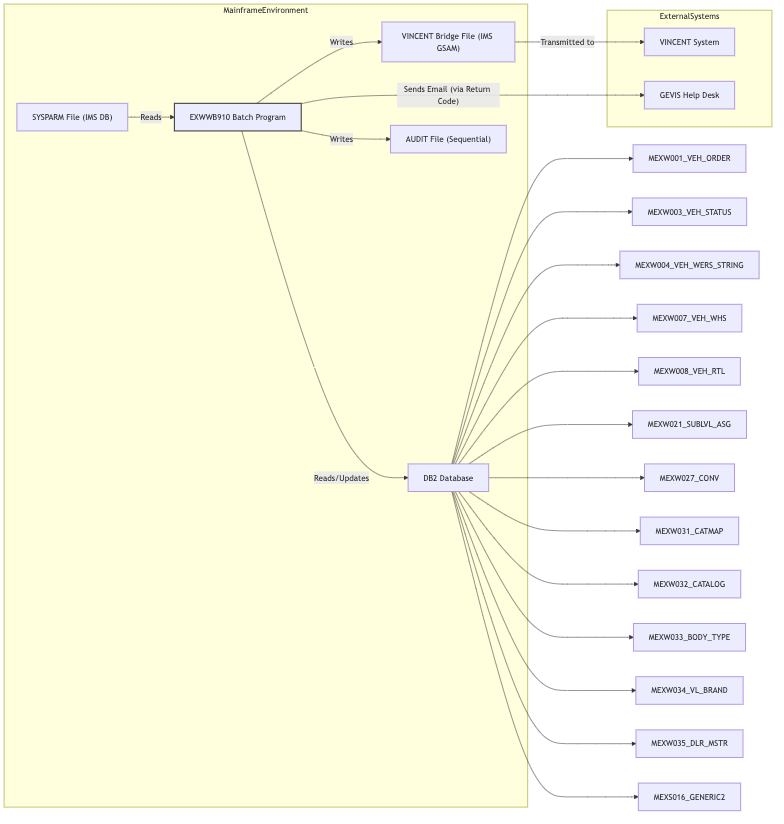 MainframeEnvironment
ExternalSystems
VINCENT Bridge File (IMS
GSAM)
Writes
Transmitted to
VINCENT System
Sends Email (via Return
Code)
GEVIS Help Desk
SYSPARM File (IMS DB)
Reads
EXWWB910 Batch Program
Writes
AUDIT File (Sequential)
MEXW001_VEH_ORDER
MEXW003_VEH_STATUS
MEXW004_VEH_WERS_STRING
MEXW007_VEH_WHS
MEXW008_VEH_RTL
MEXW021_SUBLVL_ASG
Reads/Updates
DB2 Database
MEXW027_CONV
MEXW031_CATMAP
MEXW032_CATALOG
MEXW033_BODY_TYPE
MEXW034_VL_BRAND
MEXW035_DLR_MSTR
MEXS016_GENERIC2